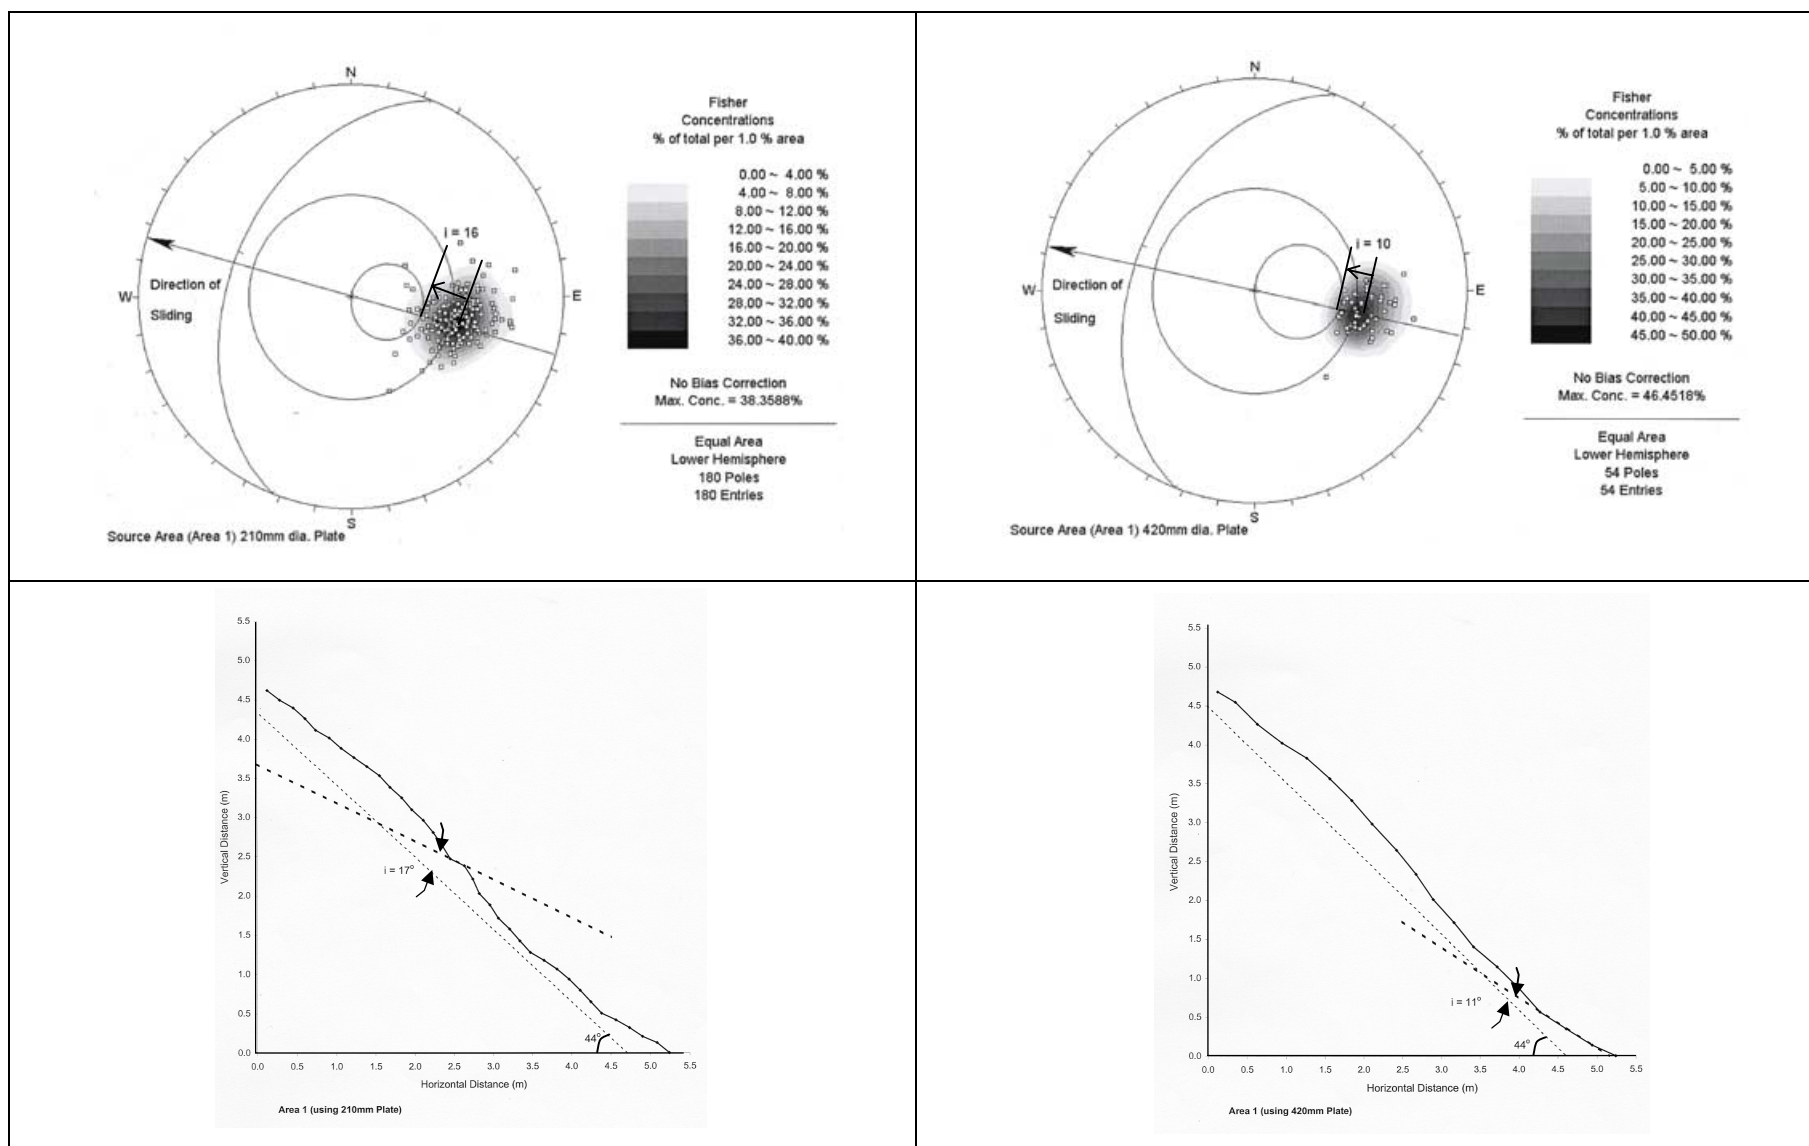 N
W
E
S
i = 16
Direction of
Sliding
Fisher
Concentrations
% of total per 1.0 % area
0.00 ~ 4.00 %
4.00 ~ 8.00 %
8.00 ~ 12.00 %
12.00 ~ 16.00 %
16.00 ~ 20.00 %
20.00 ~ 24.00 %
24.00 ~ 28.00 %
28.00 ~ 32.00 %
32.00 ~ 36.00 %
36.00 ~ 40.00 %
No Bias Correction
Max. Conc. = 38.3588%
Equal Area
Lower Hemisphere
180 Poles
180 Entries
Source Area (Area 1) 210mm dia. Plate
N
W
E
S
i = 10
Direction of
Sliding
Fisher
Concentrations
% of total per 1.0 % area
0.00 ~ 5.00 %
5.00 ~ 10.00 %
10.00 ~ 15.00 %
15.00 ~ 20.00 %
20.00 ~ 25.00 %
25.00 ~ 30.00 %
30.00 ~ 35.00 %
35.00 ~ 40.00 %
40.00 ~ 45.00 %
45.00 ~ 50.00 %
No Bias Correction
Max. Conc. = 46.4518%
Equal Area
Lower Hemisphere
54 Poles
54 Entries
Source Area (Area 1) 420mm dia. Plate
5.5
5.0
4.5
4.0
3.5
3.0
2.5
2.0
1.5
1.0
0.5
0.0
Vertical Distance (m)
i = 17°
44°
0.0 0.5 1.0 1.5 2.0 2.5 3.0 3.5 4.0 4.5 5.0 5.5
Horizontal Distance (m)
Area 1 (using 210mm Plate)
5.5
5.0
4.5
4.0
3.5
3.0
2.5
2.0
1.5
1.0
0.5
0.0
Vertical Distance (m)
i = 11°
44°
0.0 0.5 1.0 1.5 2.0 2.5 3.0 3.5 4.0 4.5 5.0 5.5
Horizontal Distance (m)
Area 1 (using 420mm Plate)